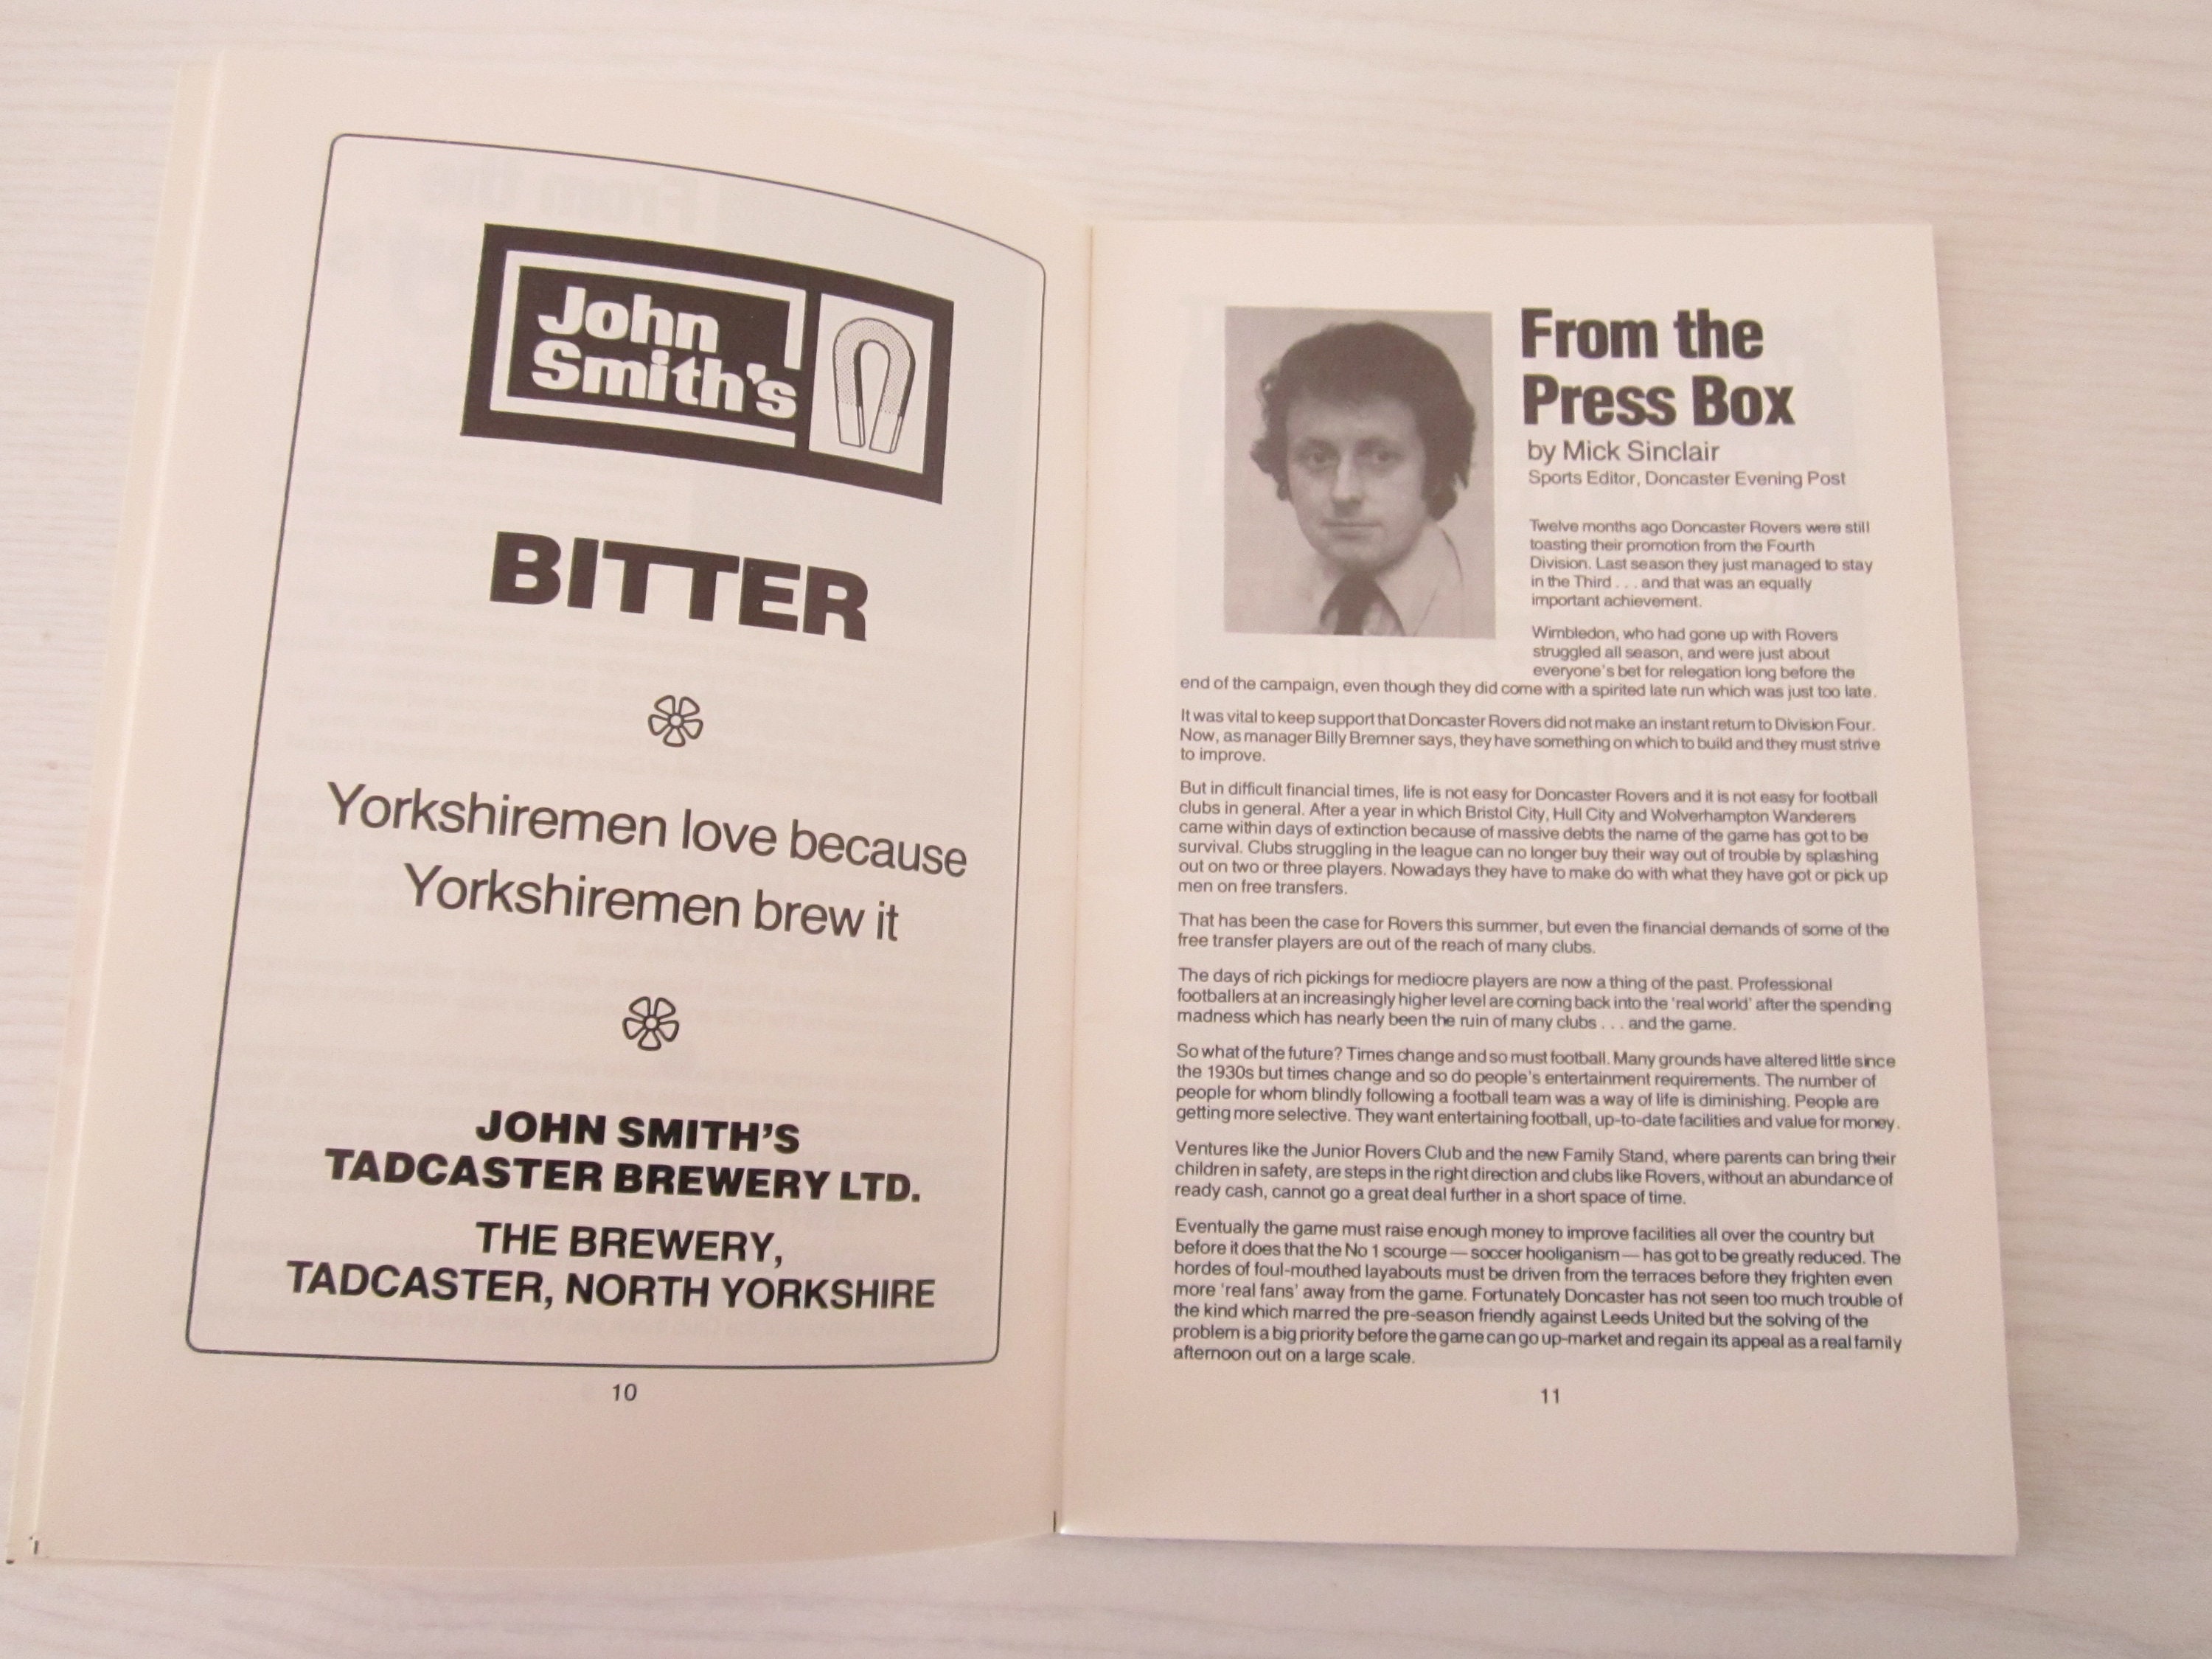 John
Smith's
BITTER
Yorkshiremen love because
Yorkshiremen brew it
JOHN SMITH'S
TADCASTER BREWERY LTD.
THE BREWERY,
TADCASTER, NORTH YORKSHIRE
10
From the
Press Box
by Mick Sinclair
Sports Editor, Doncaster Evening Post
Twelve months ago Doncaster Rovers were still
toasting their promotion from the Fourth
Division. Last season they just managed to stay
in the Third . . . and that was an equally
important achievement.
Wimbledon, who had gone up with Rovers
struggled all season, and were just about
everyone's bet for relegation long before the
end of the campaign, even though they did come with a spirited late run which was just too late.
It was vital to keep support that Doncaster Rovers did not make an instant return to Division Four.
Now, as manager Billy Bremner says, they have something on which to build and they must strive
to improve.
But in difficult financial times, life is not easy for Doncaster Rovers and it is not easy for football
clubs in general. After a year in which Bristol City, Hull City and Wolverhampton Wanderers
came within days of extinction because of massive debts the name of the game has got to be
survival. Clubs struggling in the league can no longer buy their way out of trouble by splashing
out on two or three players. Nowadays they have to make do with what they have got or pick up
men on free transfers.
That has been the case for Rovers this summer, but even the financial demands of some of the
free transfer players are out of the reach of many clubs.
The days of rich pickings for mediocre players are now a thing of the past. Professional
footballers at an increasingly higher level are coming back into the 'real world' after the spending
madness which has nearly been the ruin of many clubs . . . and the game.
So what of the future? Times change and so must football. Many grounds have altered little since
the 1930s but times change and so do people's entertainment requirements. The number of
people for whom blindly following a football team was a way of life is diminishing. People are
getting more selective. They want entertaining football, up-to-date facilities and value for money.
Ventures like the Junior Rovers Club and the new Family Stand, where parents can bring their
children in safety, are steps in the right direction and clubs like Rovers, without an abundance of
ready cash, cannot go a great deal further in a short space of time.
Eventually the game must raise enough money to improve facilities all over the country but
before it does that the No 1 scourge — soccer hooliganism — has got to be greatly reduced. The
hordes of foul-mouthed layabouts must be driven from the terraces before they frighten even
more 'real fans' away from the game. Fortunately Doncaster has not seen too much trouble of
the kind which marred the pre-season friendly against Leeds United but the solving of the
problem is a big priority before the game can go up-market and regain its appeal as a real family
afternoon out on a large scale.
11